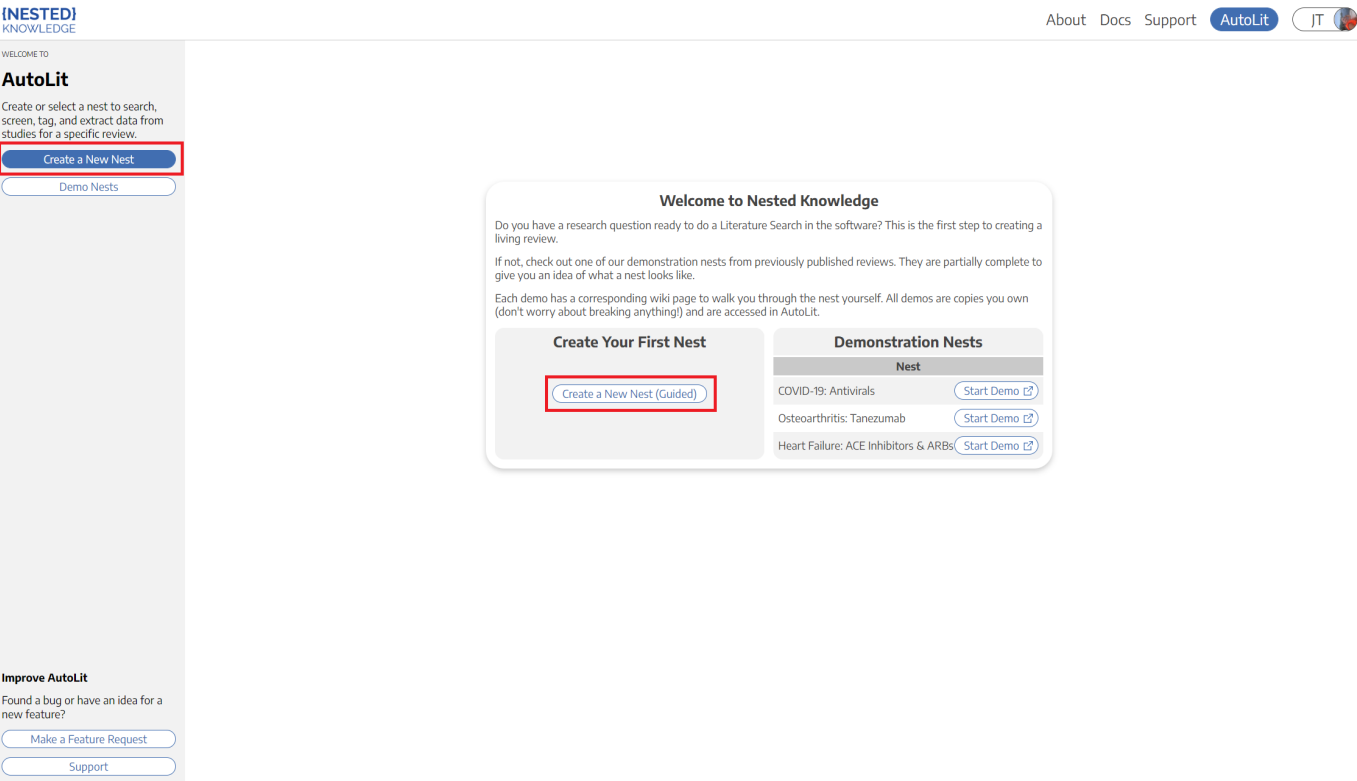 {NESTED}
KNOWLEDGE
About Docs Support AutoLit JT
WELCOME TO
AutoLit
Create or select a nest to search,
screen, tag, and extract data from
studies for a specific review.
Create a New Nest
Demo Nests
Welcome to Nested Knowledge
Do you have a research question ready to do a Literature Search in the software? This is the first step to creating a
living review.
If not, check out one of our demonstration nests from previously published reviews. They are partially complete to
give you an idea of what a nest looks like.
Each demo has a corresponding wiki page to walk you through the nest yourself. All demos are copies you own
(don't worry about breaking anything!) and are accessed in AutoLit.
Create Your First Nest
Create a New Nest (Guided)
Demonstration Nests
Nest
COVID-19: Antivirals Start Demo
Osteoarthritis: Tanezumab Start Demo
Heart Failure: ACE Inhibitors & ARBs Start Demo
Improve AutoLit
Found a bug or have an idea for a
new feature?
Make a Feature Request
Support